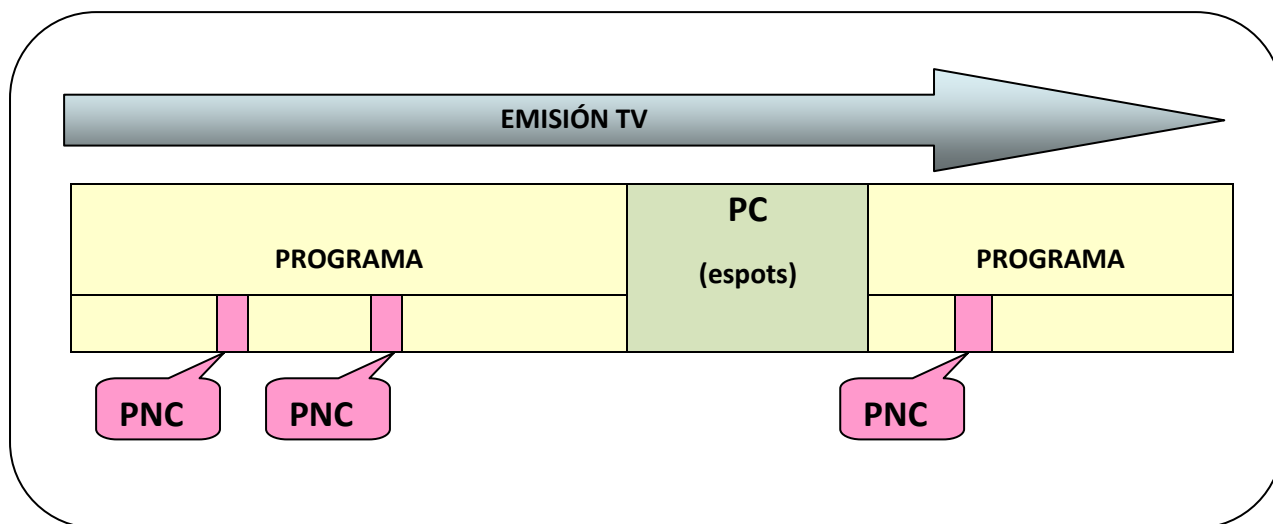 EMISIÓN TV
PC
PROGRAMA
(espots)
PROGRAMA
PNC
PNC
PNC